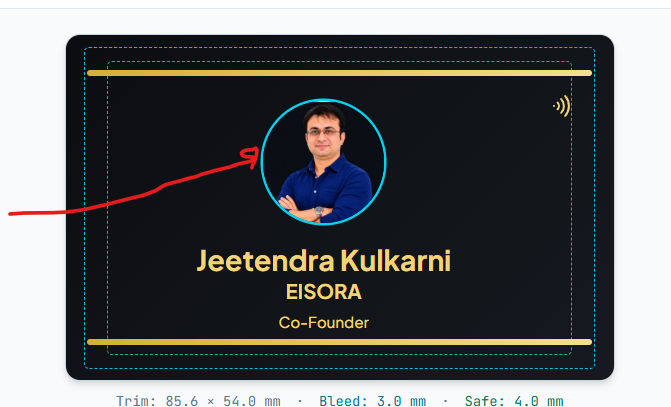 Jeetendra Kulkarni
EISORA
Co-Founder
Trim: 85.6 × 54.0 mm · Bleed: 3.0 mm · Safe: 4.0 mm